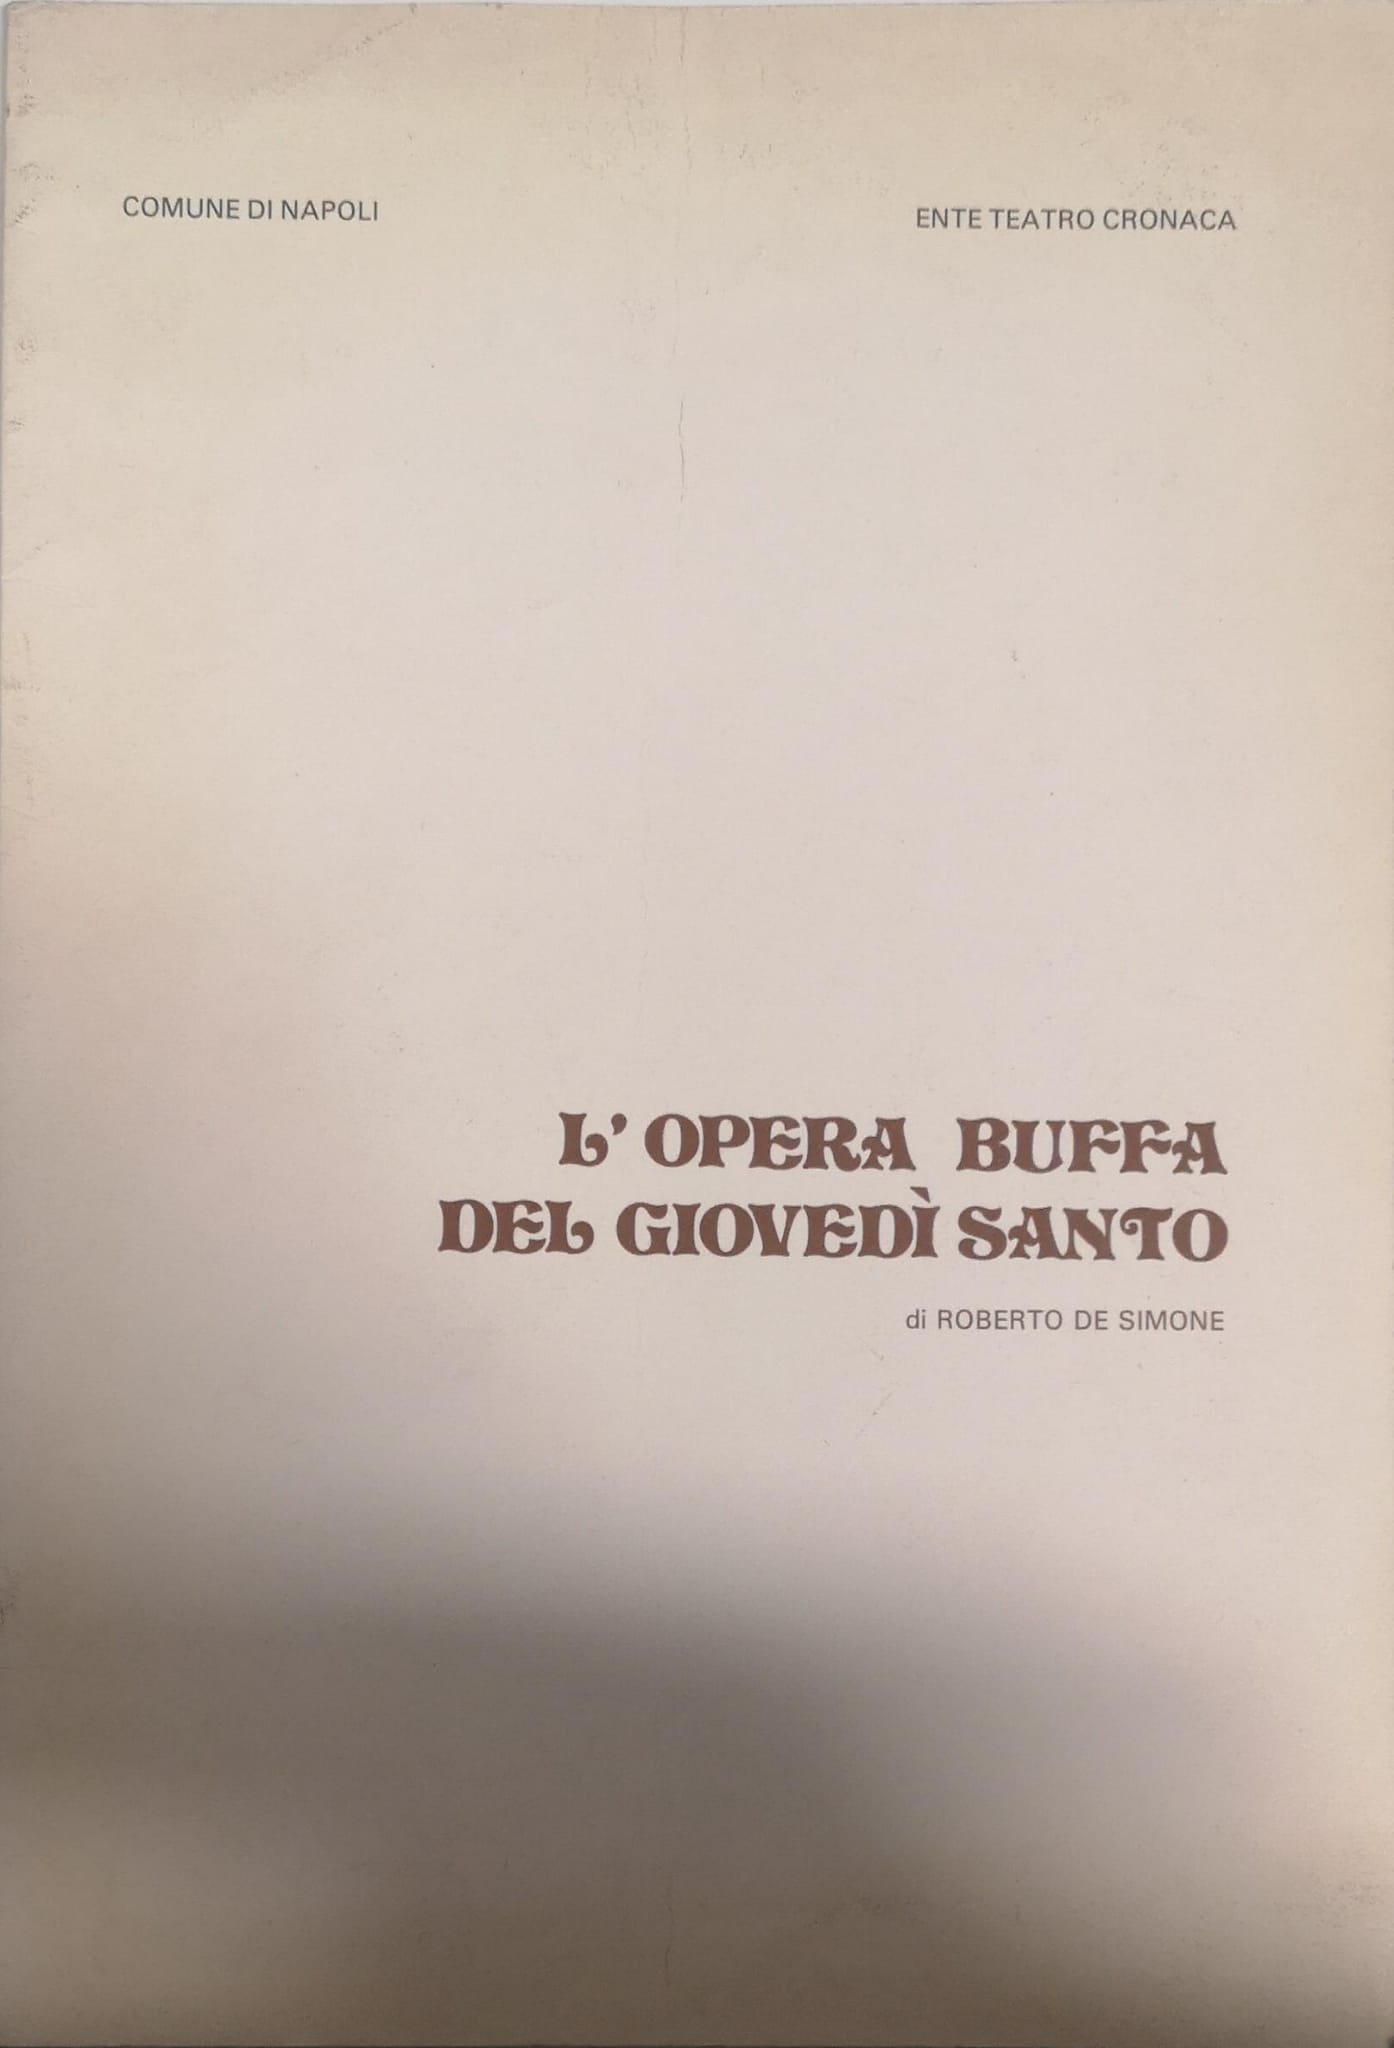 COMUNE DI NAPOLI
ENTE TEATRO CRONACA
L' OPERA BUFFA
DEL GIOVEDÌ SANTO
di ROBERTO DE SIMONE